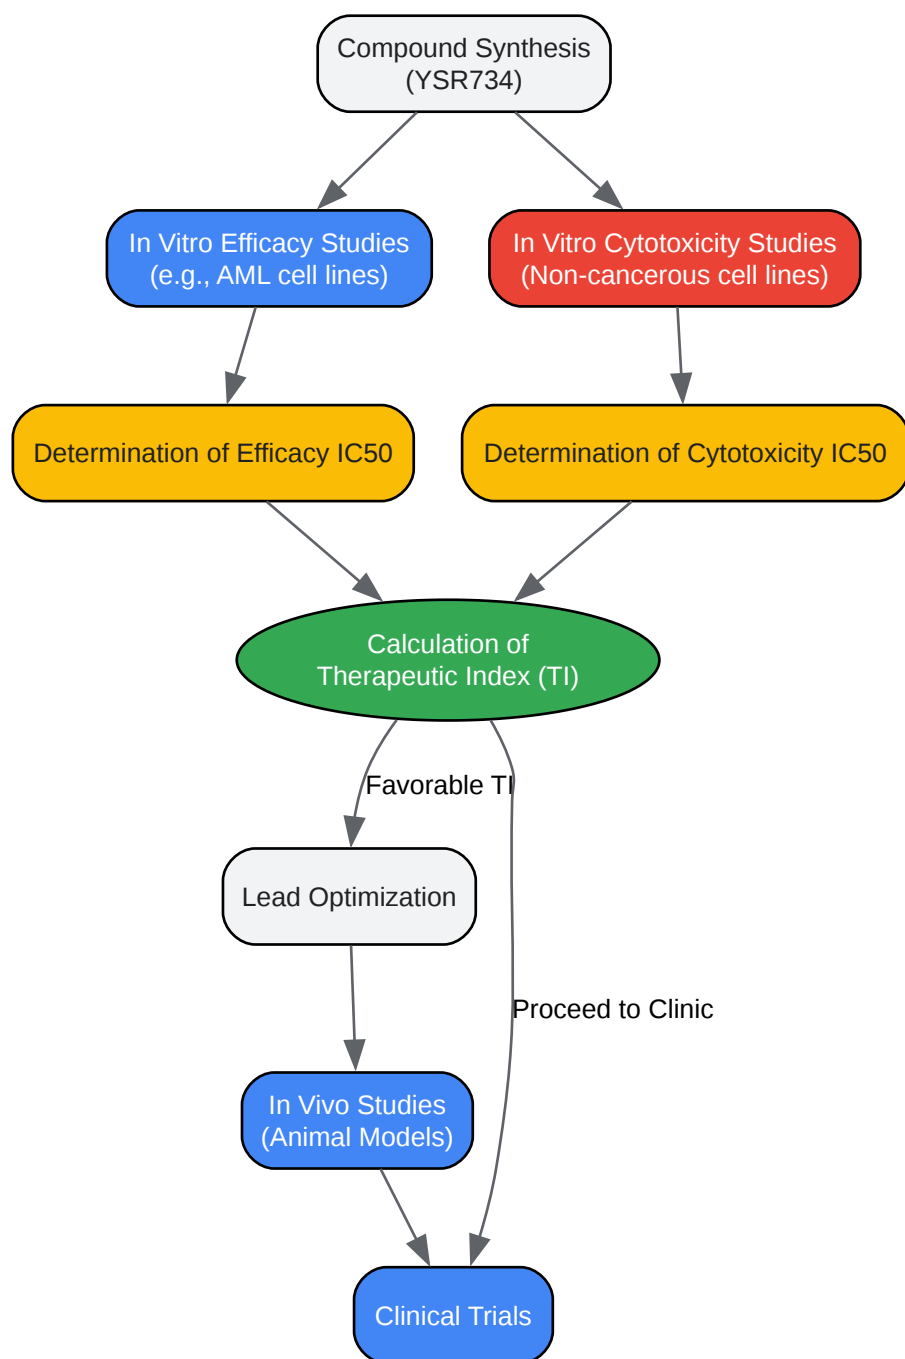 Compound Synthesis
(YSR734)
In Vitro Efficacy Studies
(e.g., AML cell lines)
In Vitro Cytotoxicity Studies
(Non-cancerous cell lines)
Determination of Efficacy IC50
Determination of Cytotoxicity IC50
Calculation of
Therapeutic Index (TI)
Favorable TI
Lead Optimization
Proceed to Clinic
In Vivo Studies
(Animal Models)
Clinical Trials